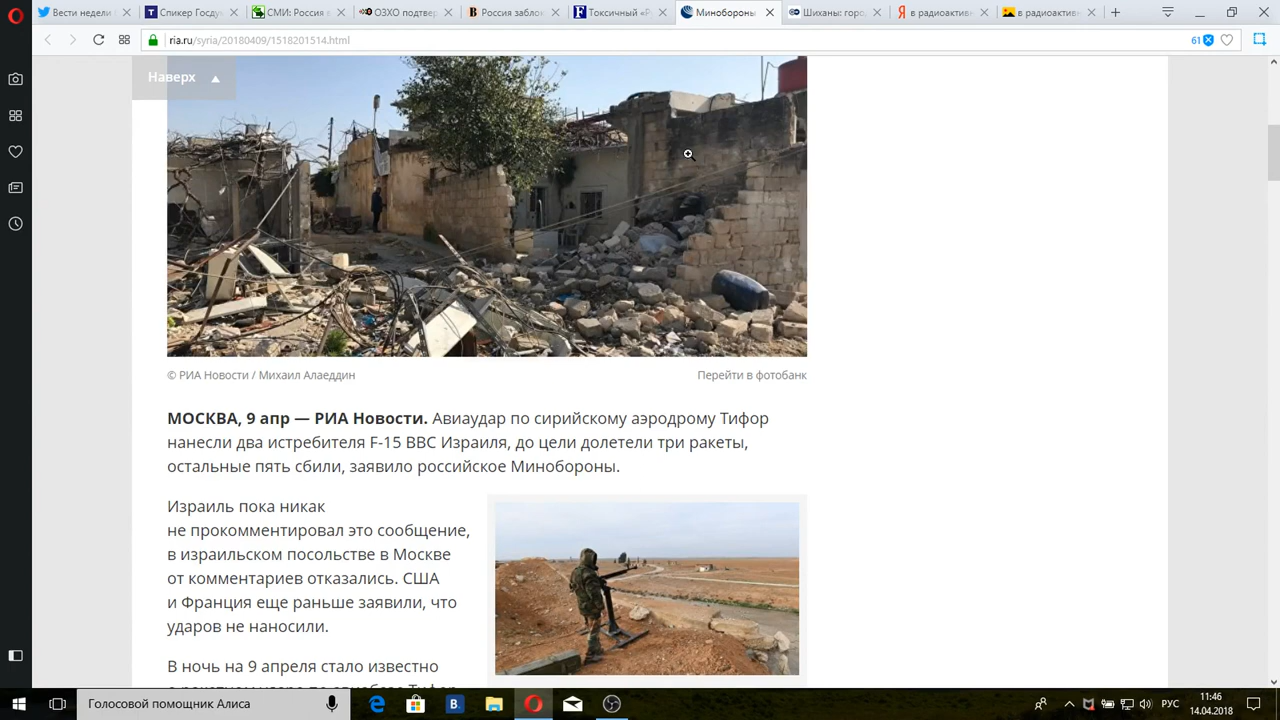 Вести недели
Спикер Госду
СМИ: Россия
ОЗХО подтвер
Россия забло
Токсичный «Р
Минобороны
Шиханы: горо
в радиоактив
в радиоактив
ria.ru/syria/20180409/1518201514.html
61
Наверх
© РИА Новости / Михаил Алаеддин
Перейти в фотобанк
МОСКВА, 9 апр — РИА Новости. Авиаудар по сирийскому аэродрому Тифор
нанесли два истребителя F-15 ВВС Израиля, до цели долетели три ракеты,
остальные пять сбили, заявило российское Минобороны.
Израиль пока никак
не прокомментировал это сообщение,
в израильском посольстве в Москве
от комментариев отказались. США
и Франция еще раньше заявили, что
ударов не наносили.
В ночь на 9 апреля стало известно
Голосовой помощник Алиса
РУС
11:46
14.04.2018